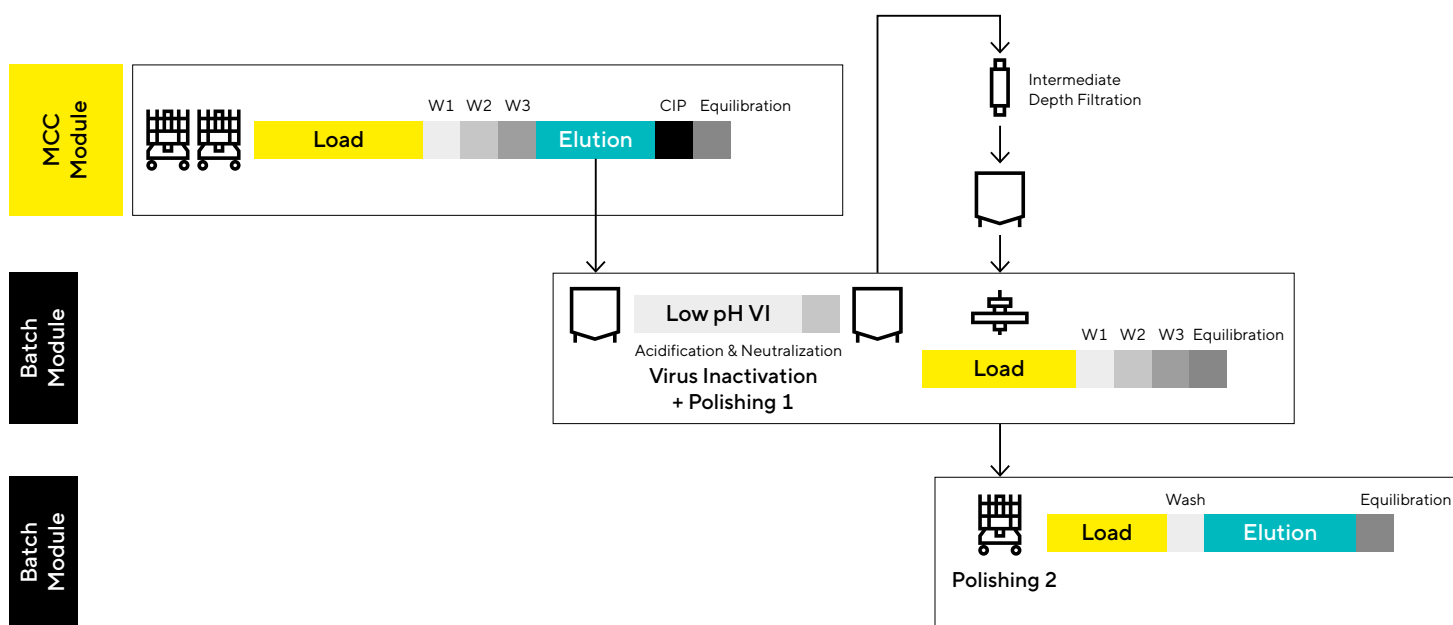 MCC
Module
W1 W2 W3 CIP Equilibration
Load Elution
Intermediate
Depth Filtration
Batch
Module
Low pH VI
Acidification & Neutralization
Virus Inactivation
+ Polishing 1
W1 W2 W3 Equilibration
Load
Batch
Module
Wash Equilibration
Load Elution
Polishing 2